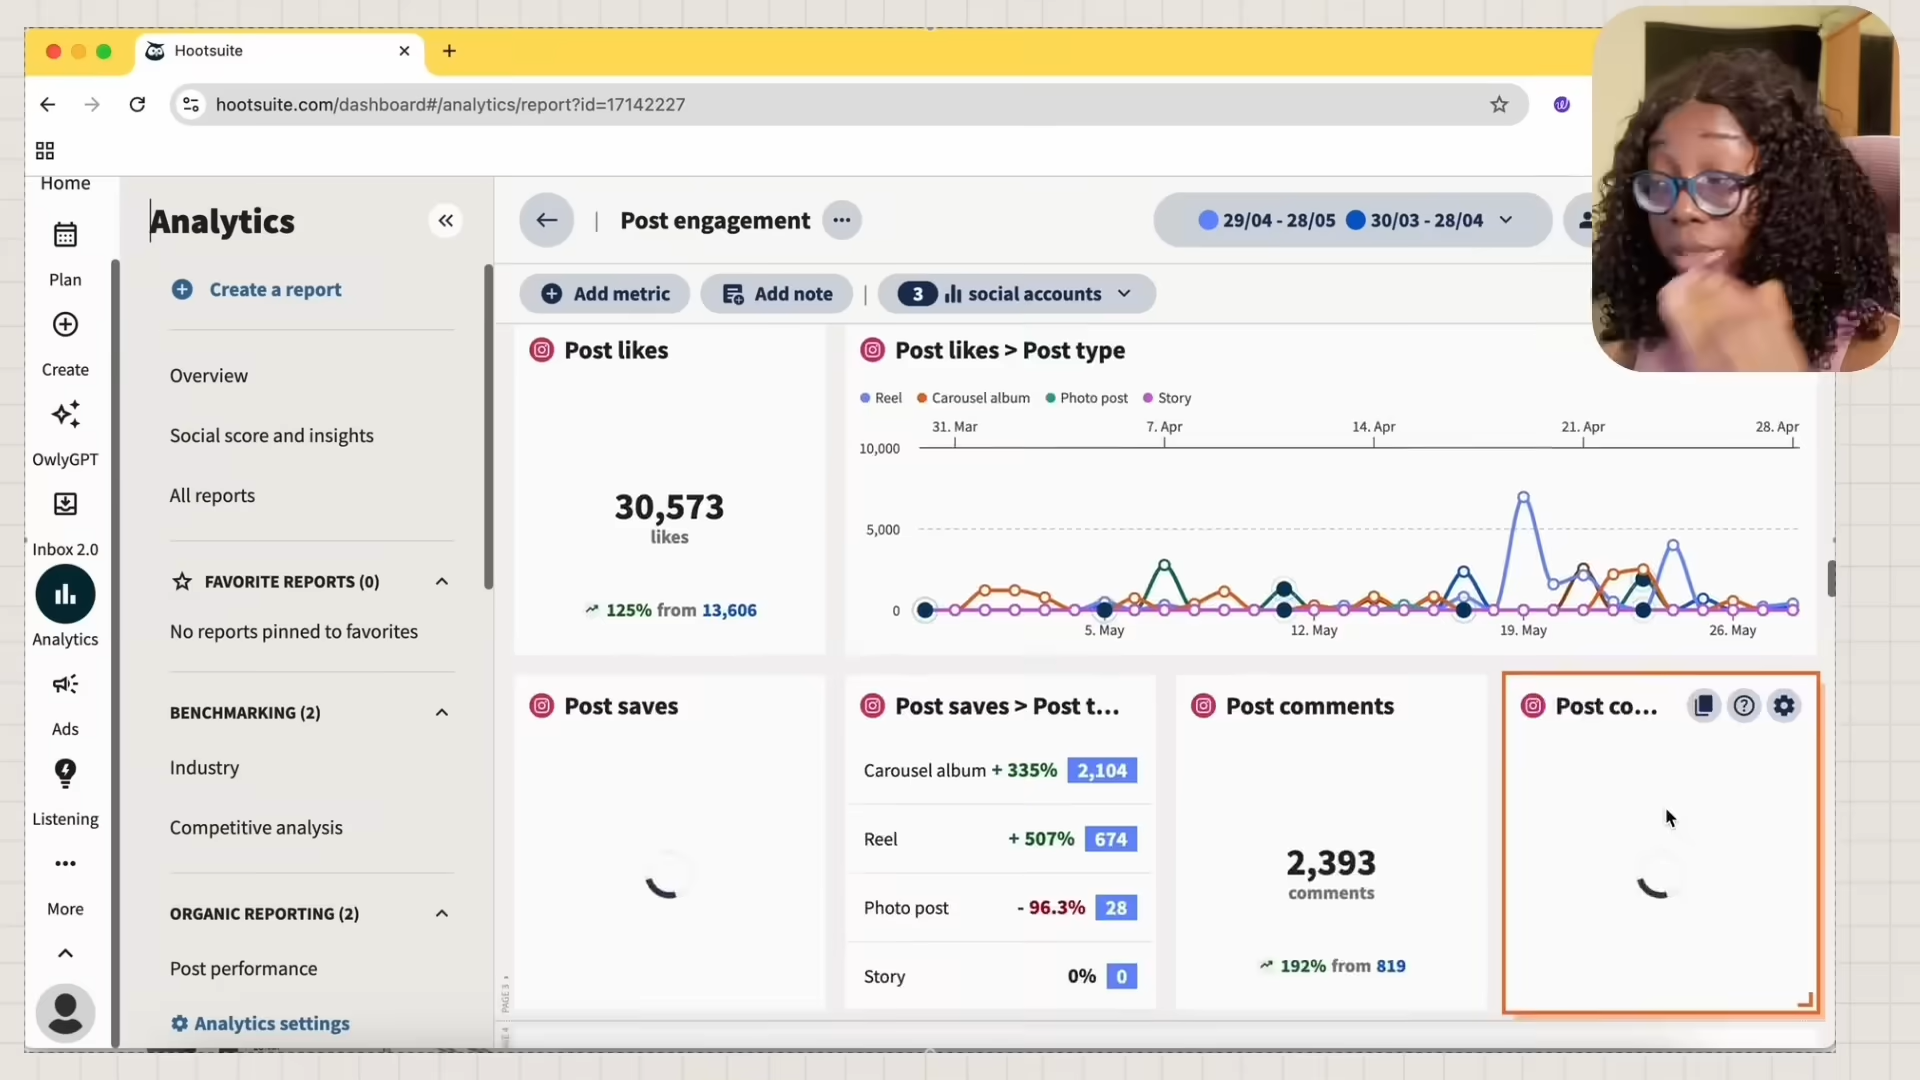 Hootsuite
hootsuite.com/dashboard#/analytics/report?id=17142227
Home
Plan
Create
OwlyGPT
Inbox 2.0
Analytics
Ads
Listening
More
Analytics
Create a report
Overview
Social score and insights
All reports
FAVORITE REPORTS (0)
No reports pinned to favorites
BENCHMARKING (2)
Industry
Competitive analysis
ORGANIC REPORTING (2)
Post performance
Analytics settings
Post engagement
29/04 - 28/05 30/03 - 28/04
Add metric
Add note
3 social accounts
Post likes
30,573
likes
125% from 13,606
Post likes > Post type
Reel Carousel album Photo post Story
31. Mar 7. Apr 14. Apr 21. Apr 28. Apr
10,000
5,000
0
5. May 12. May 19. May 26. May
Post saves
Post saves > Post t...
Carousel album + 335% 2,104
Reel + 507% 674
Photo post - 96.3% 28
Story 0% 0
Post comments
2,393
comments
192% from 819
Post co...
PAGE 3